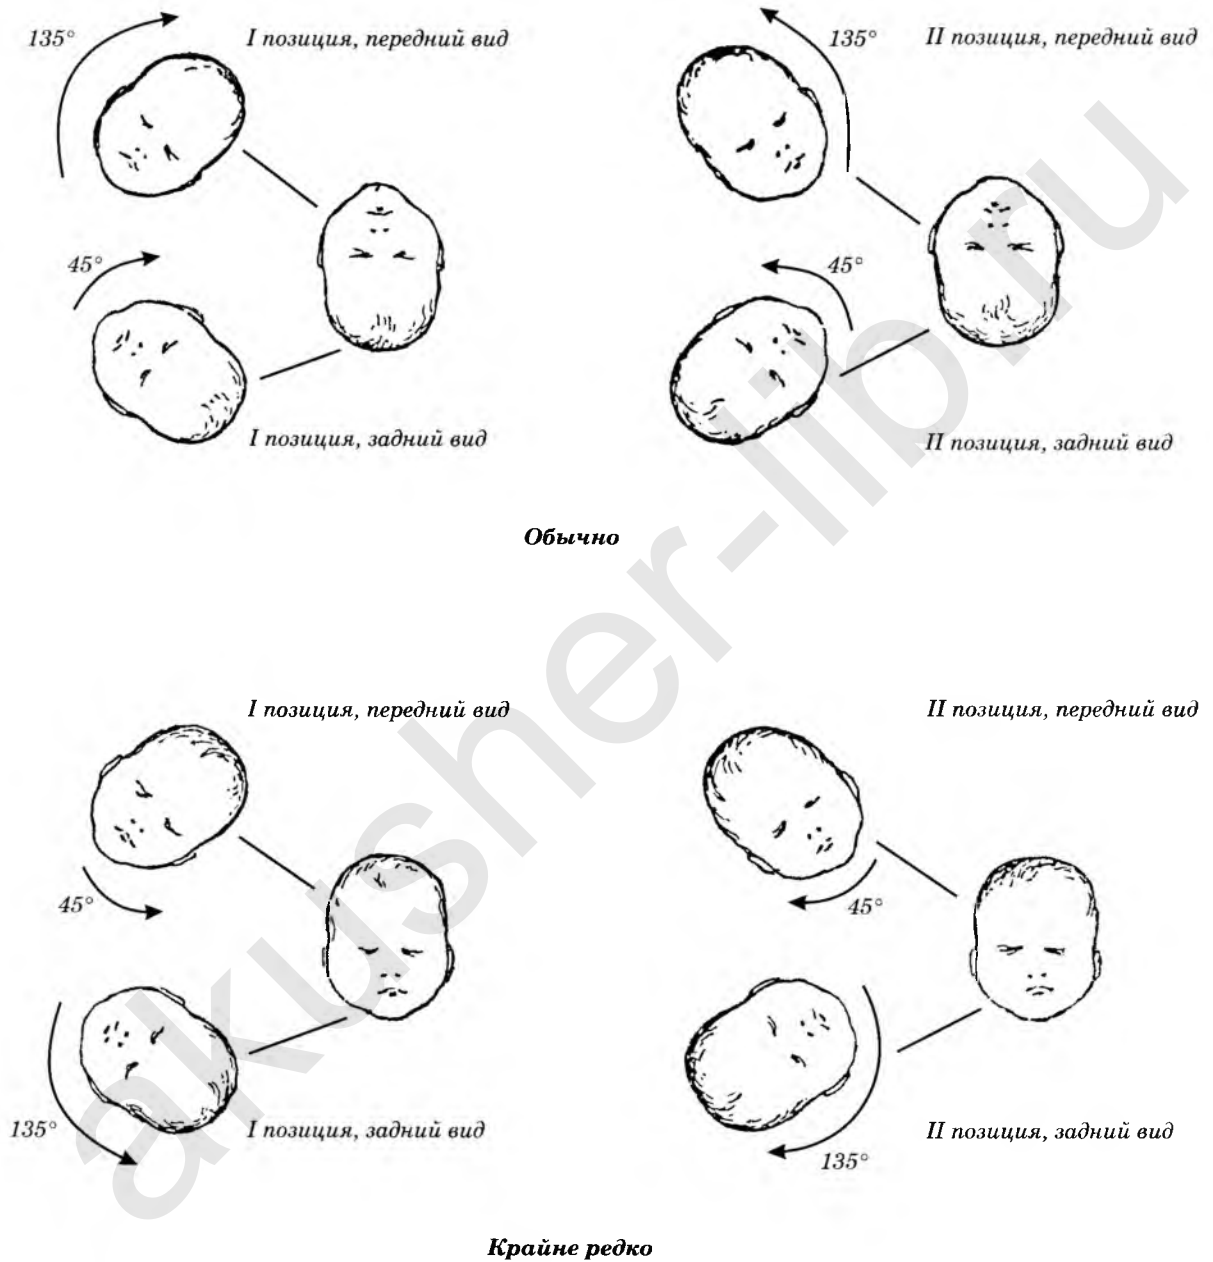 135°
I позиция, передний вид
135°
II позиция, передний вид
45°
45°
I позиция, задний вид
II позиция, задний вид
Обычно
I позиция, передний вид
II позиция, передний вид
45°
45°
135°
I позиция, задний вид
II позиция, задний вид
135°
Крайне редко
akusher-lib.ru